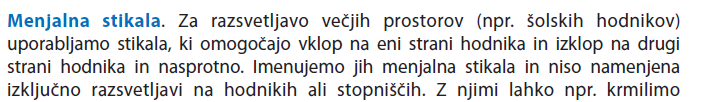 Menjalna stikala. Za razsvetljavo večjih prostorov (npr. šolskih hodnikov)
uporabljamo stikala, ki omogočajo vklop na eni strani hodnika in izklop na drugi
strani hodnika in nasprotno. Imenujemo jih menjalna stikala in niso namenjena
izključno razsvetljavi na hodnikih ali stopniščih. Z njimi lahko npr. krmilimo